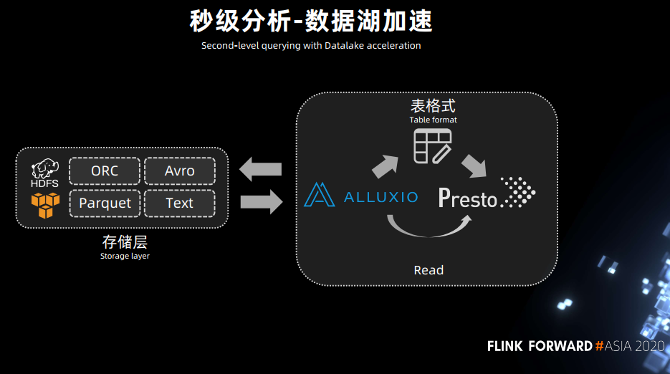 秒级分析-数据湖加速
Second-level querying with Datalake acceleration
表格式
Table format
HDFS
ORC
Avro
Parquet
Text
存储层
Storage layer
ALLUXIO
Presto
Read
FLINK FORWARD #ASIA 2020